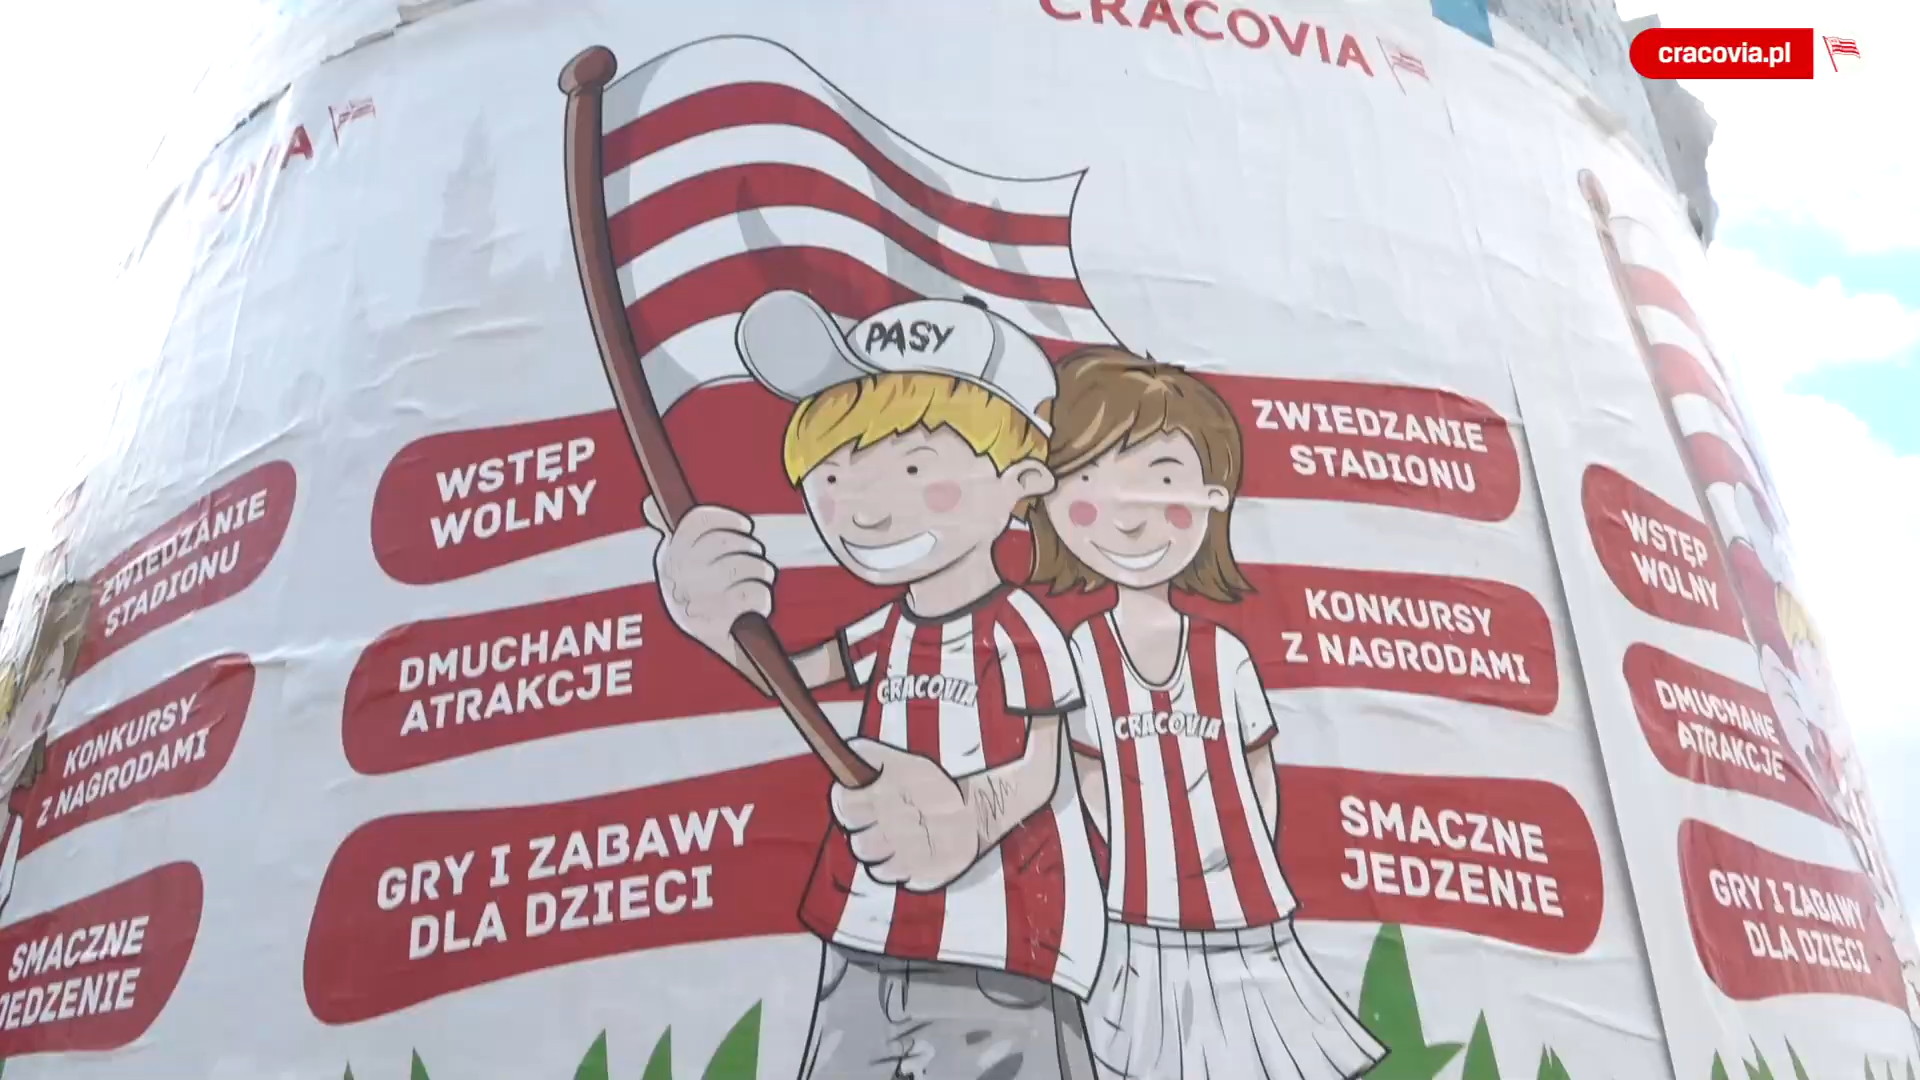 CRACOVIA
cracovia.pl
PASY
WSTĘP
WOLNY
ZWIEDZANIE
STADIONU
DMUCHANE
ATRAKCJE
KONKURSY
Z NAGRODAMI
CRACOVIA
CRACOVIA
GRY I ZABAWY
DLA DZIECI
SMACZNE
JEDZENIE
ZWIEDZANIE
STADIONU
KONKURSY
Z NAGRODAMI
SMACZNE
JEDZENIE
WSTĘP
WOLNY
DMUCHANE
ATRAKCJE
GRY I ZABAWY
DLA DZIECI